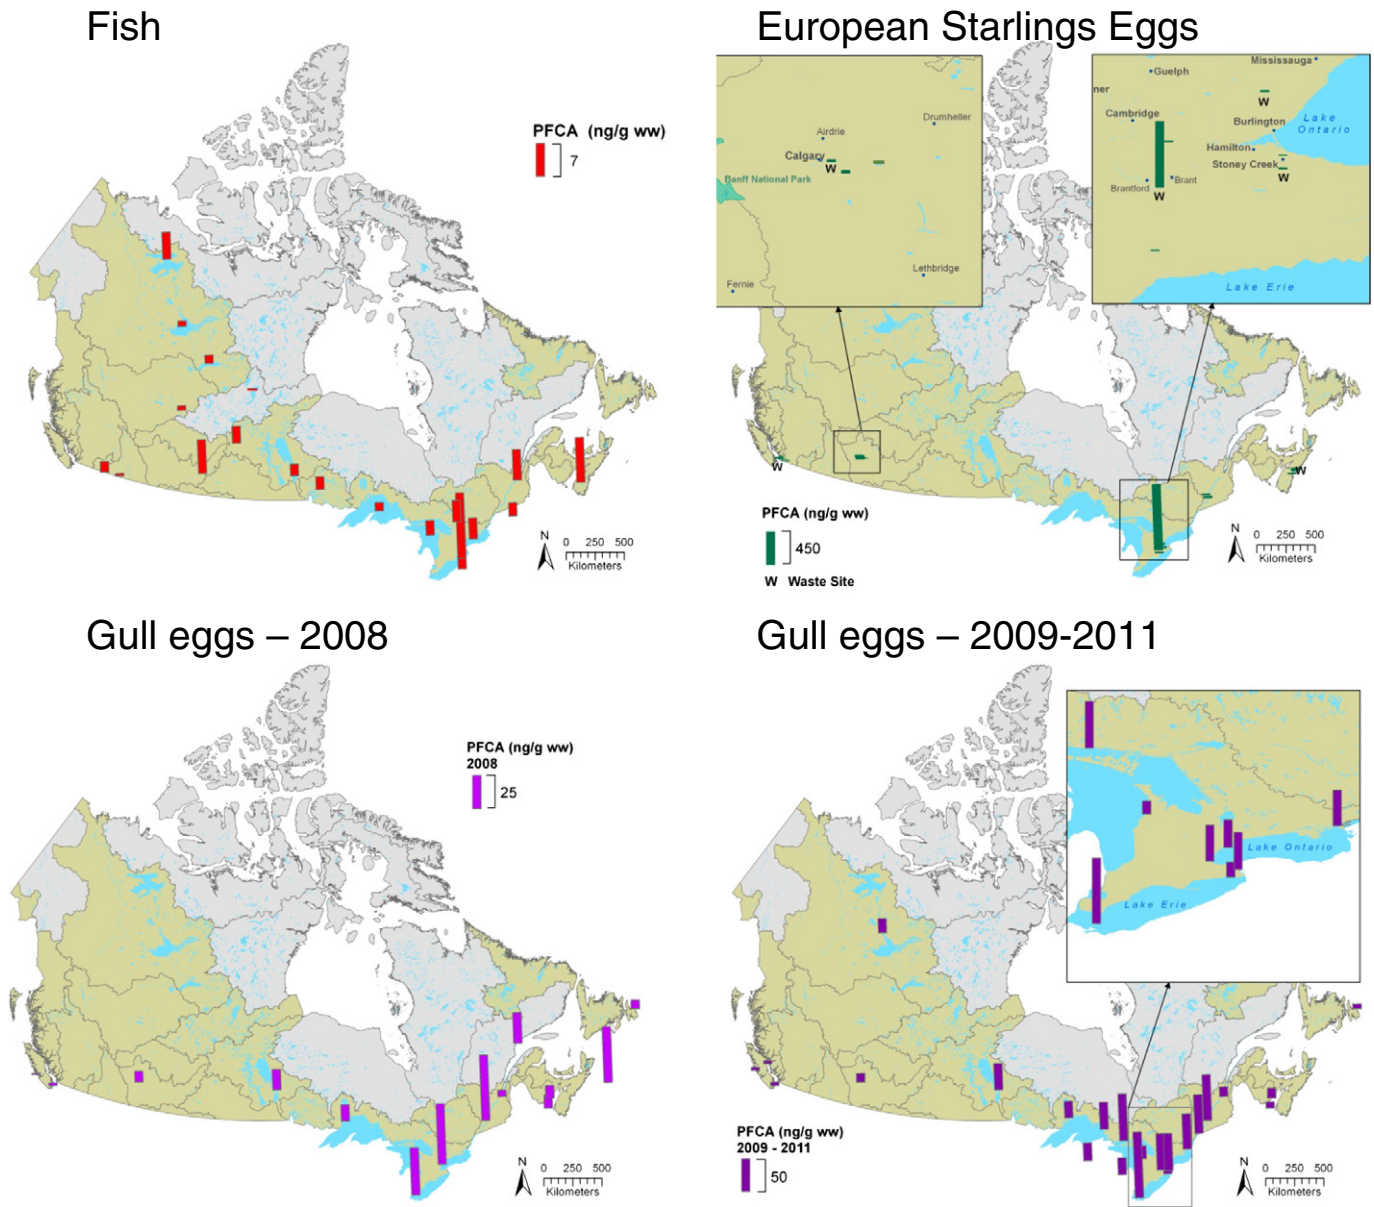 Fish
PFCA (ng/g ww)
7
N
0 250 500
Kilometers
European Starlings Eggs
Drumheller
Airdrie
Calgary
W
Banff National Park
Lethbridge
Fernie
Mississauga
Guelph
ner
W
Cambridge
Burlington
Lake
Ontario
Hamilton
Stoney Creek
W
Brantford
Brant
W
Lake Erie
W
W
PFCA (ng/g ww)
450
W Waste Site
N
0 250 500
Kilometers
Gull eggs – 2008
PFCA (ng/g ww)
2008
25
N
0 250 500
Kilometers
Gull eggs – 2009-2011
Lake Ontario
Lake Erie
PFCA (ng/g ww)
2009 - 2011
50
N
0 250 500
Kilometers